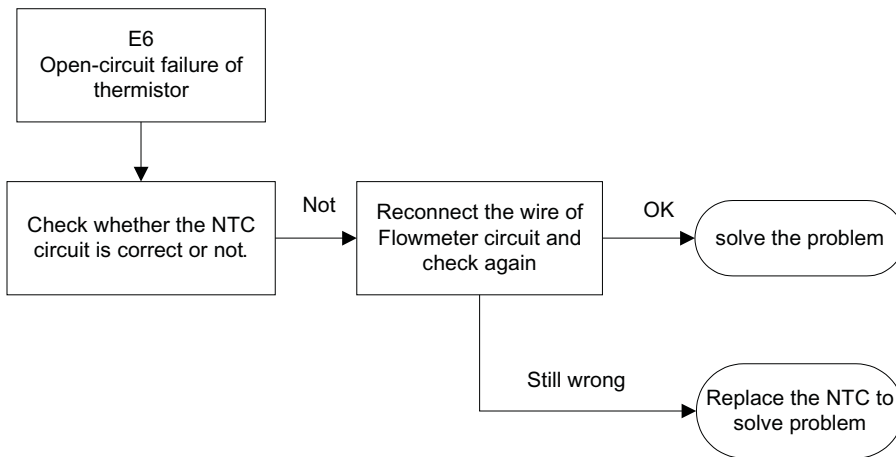 E6
Open-circuit failure of
thermistor
Check whether the NTC
circuit is correct or not.
Not
Reconnect the wire of
Flowmeter circuit and
check again
OK
solve the problem
Still wrong
Replace the NTC to
solve problem